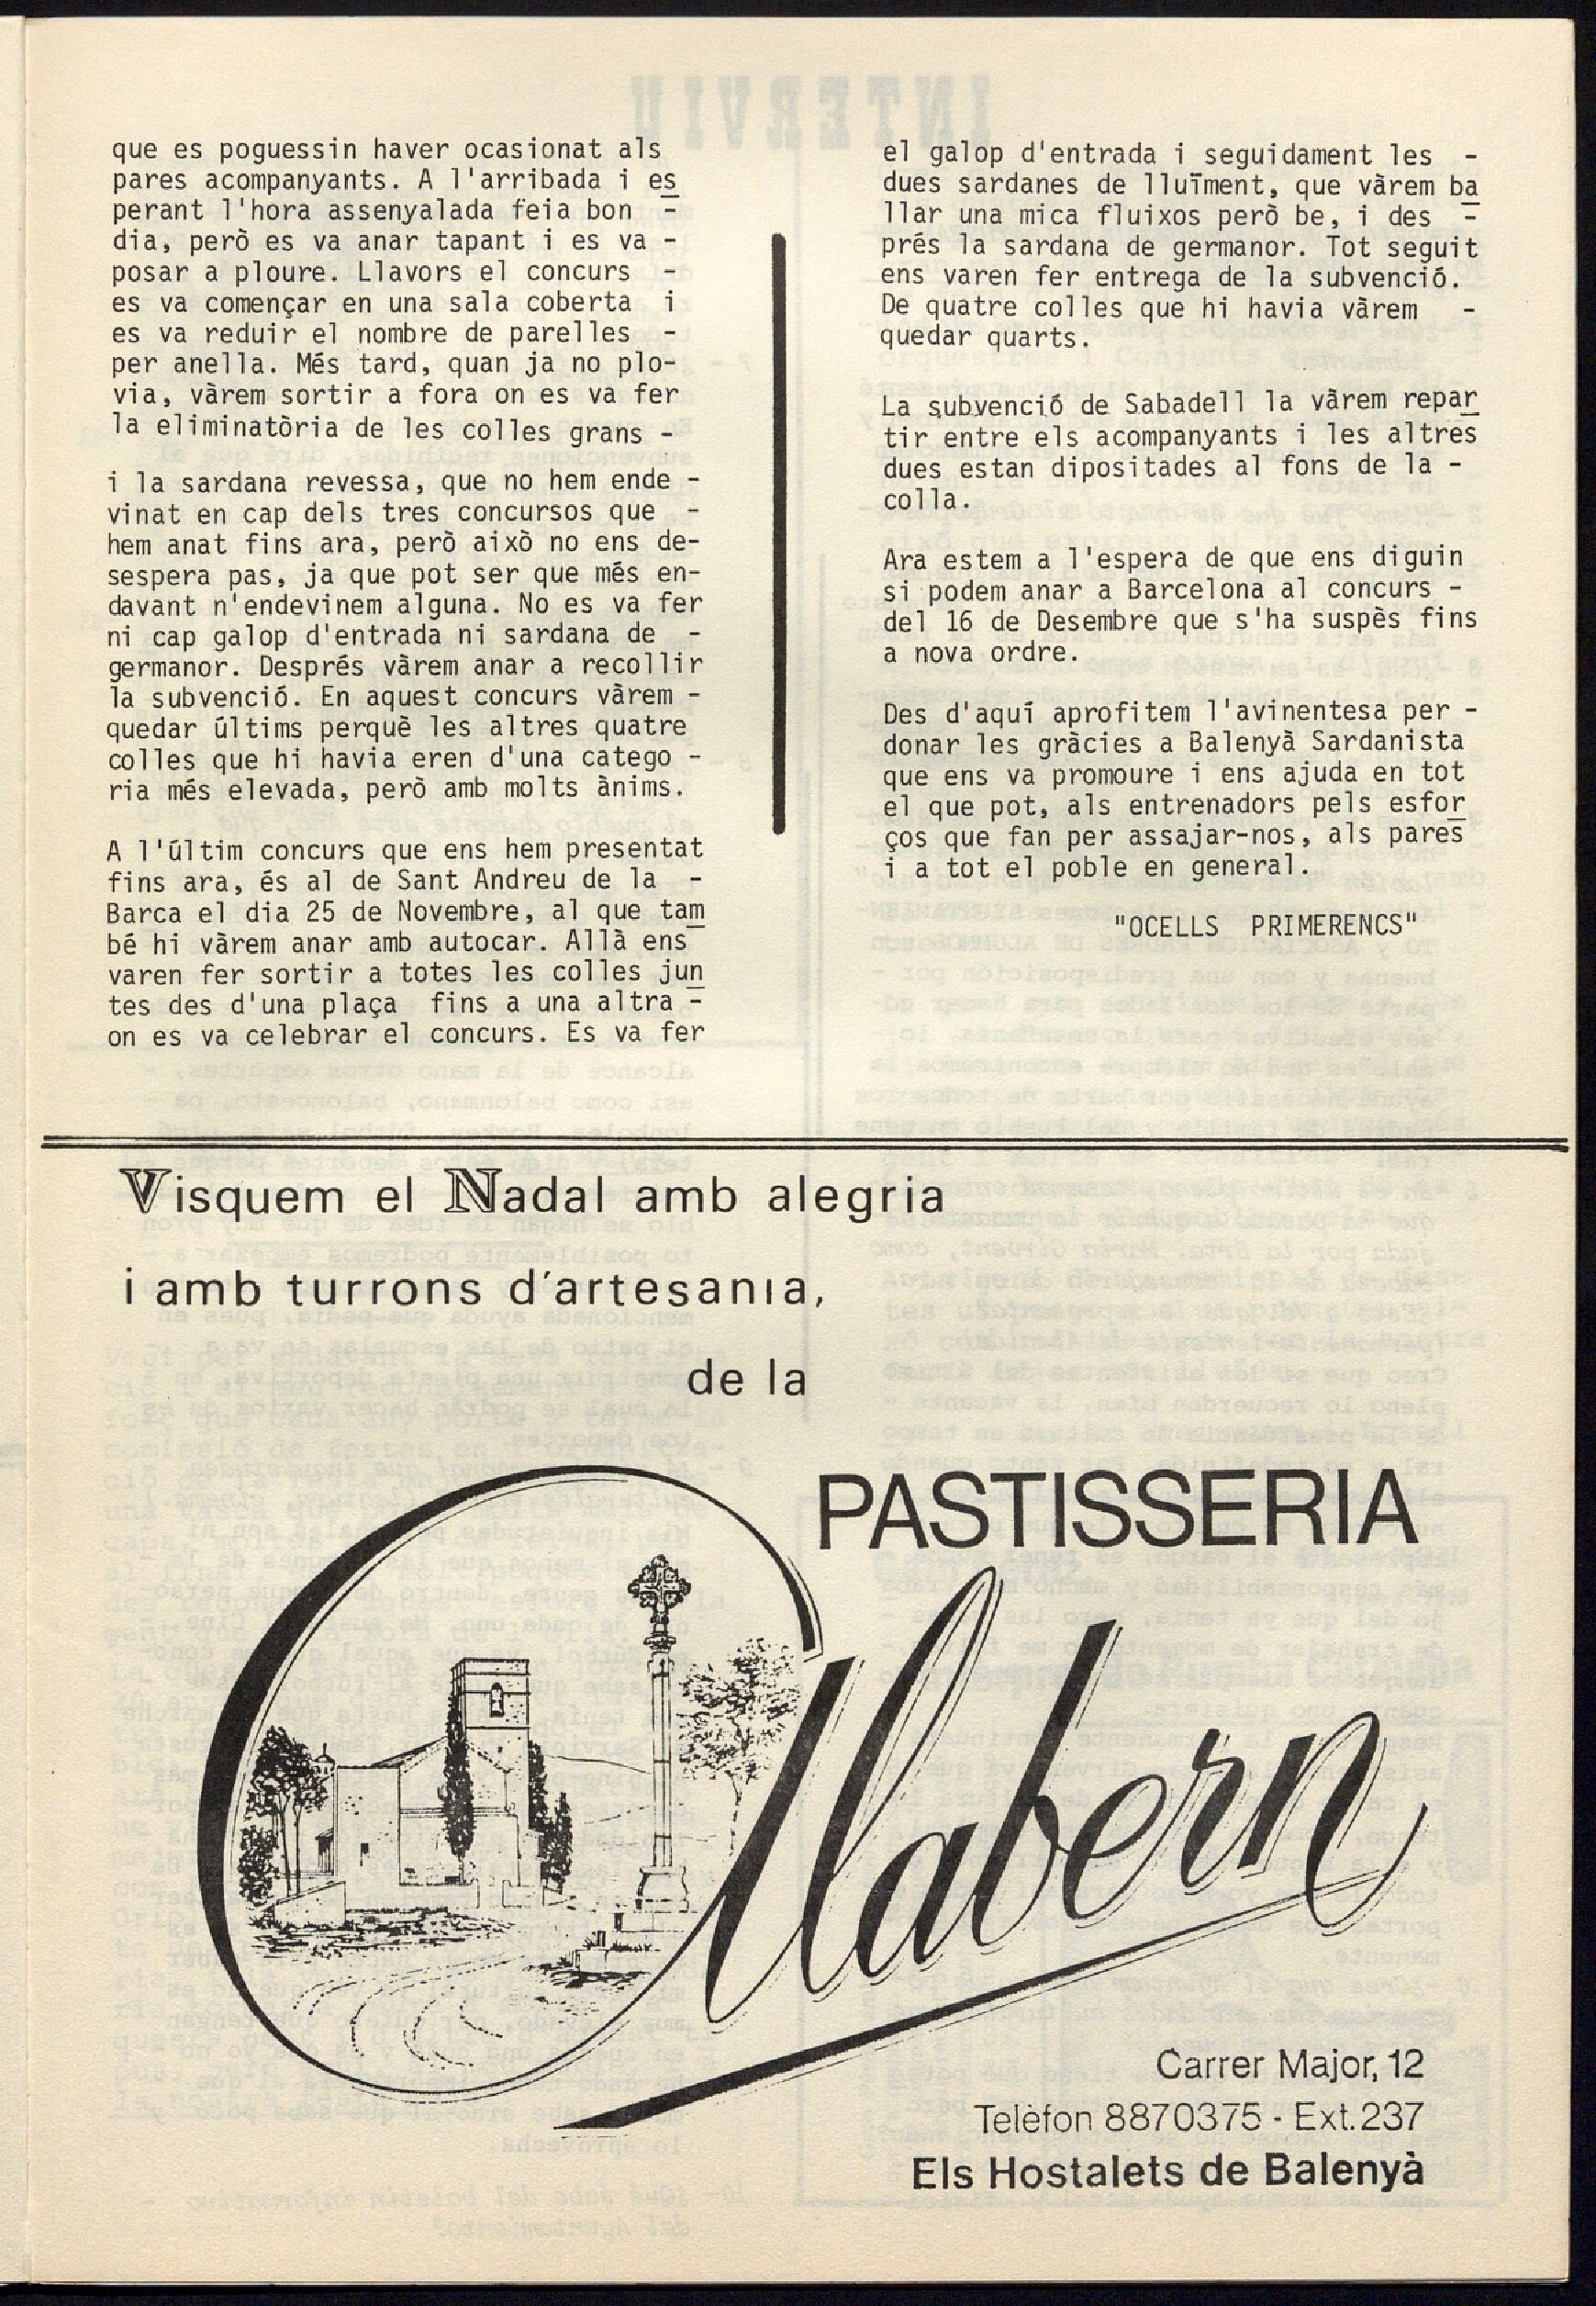 que es poguessin haver ocasionat als
pares acompanyants. A l'arribada i es
perant l'hora assenyalada feia bon -
dia, però es va anar tapant i es va -
posar a ploure. Llavors el concurs -
es va començar en una sala coberta i
es va reduir el nombre de parelles -
per anella. Més tard, quan ja no plo-
via, vàrem sortir a fora on es va fer
la eliminatòria de les colles grans -
i la sardana revessa, que no hem ende -
vinat en cap dels tres concursos que -
hem anat fins ara, però això no ens de-
sespera pas, ja que pot ser que més en-
davant n'endevinem alguna. No es va fer
ni cap galop d'entrada ni sardana de -
germanor. Després vàrem anar a recollir
la subvenció. En aquest concurs vàrem -
quedar últims perquè les altres quatre
colles que hi havia eren d'una catego -
ria més elevada, però amb molts ànims.
A l'últim concurs que ens hem presentat
fins ara, és al de Sant Andreu de la -
Barca el dia 25 de Novembre, al que tam
bé hi vàrem anar amb autocar. Allà ens
varen fer sortir a totes les colles jun
tes des d'una plaça fins a una altra -
on es va celebrar el concurs. Es va fer
el galop d'entrada i seguidament les -
dues sardanes de lluïment, que vàrem ba
llar una mica fluixos però be, i des -
prés la sardana de germanor. Tot seguit
ens varen fer entrega de la subvenció.
De quatre colles que hi havia vàrem -
quedar quarts.
La subvenció de Sabadell la vàrem repar
tir entre els acompanyants i les altres
dues estan dipositades al fons de la -
colla.
Ara estem a l'espera de que ens diguin
si podem anar a Barcelona al concurs -
del 16 de Desembre que s'ha suspès fins
a nova ordre.
Des d'aquí aprofitem l'avinentesa per -
donar les gràcies a Balenyà Sardanista
que ens va promoure i ens ajuda en tot
el que pot, als entrenadors pels esfor
ços que fan per assajar-nos, als pares
i a tot el poble en general.
"OCELLS PRIMERENCS"
Visquem el Nadal amb alegria
i amb turrons d'artesania,
de la
PASTISSERIA
Clabern
Carrer Major, 12
Telèfon 8870375 - Ext. 237
Els Hostalets de Balenyà